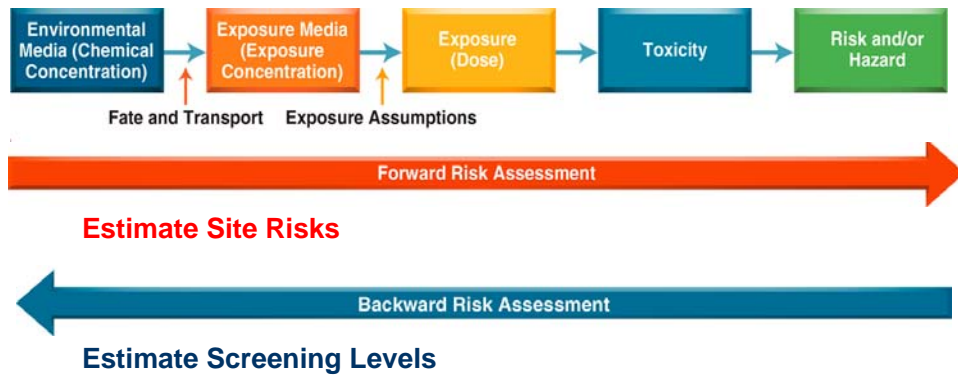 Environmental
Media (Chemical
Concentration)
Exposure Media
(Exposure
Concentration)
Exposure
(Dose)
Toxicity
Risk and/or
Hazard
Fate and Transport
Exposure Assumptions
Forward Risk Assessment
Estimate Site Risks
Backward Risk Assessment
Estimate Screening Levels